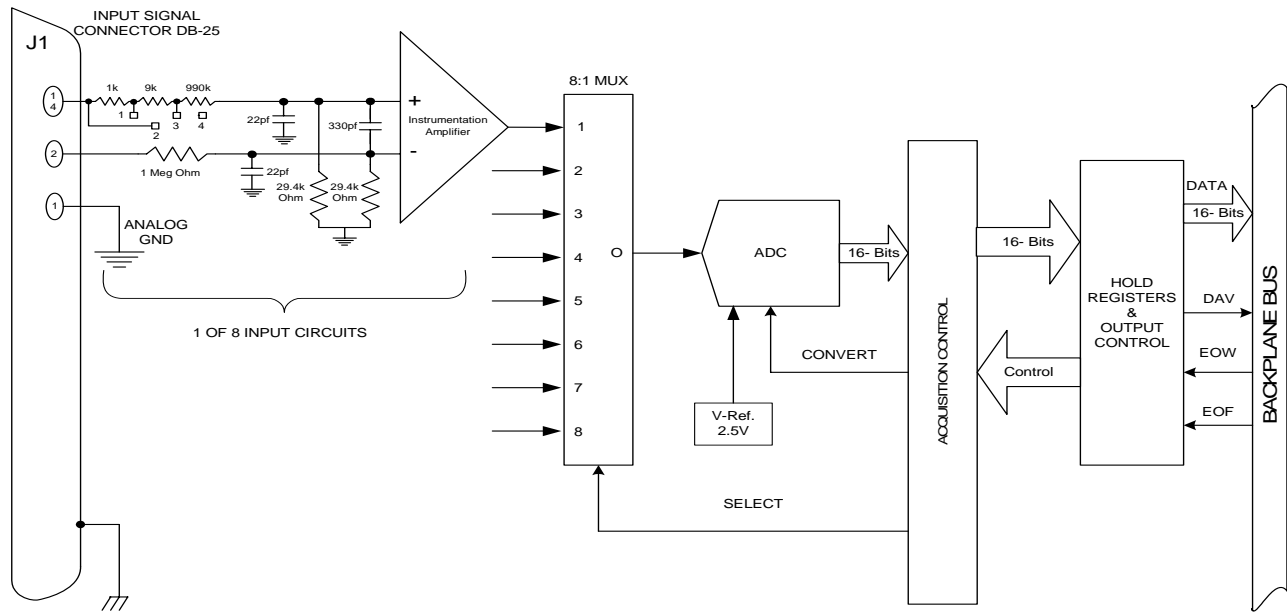 INPUT SIGNAL
CONNECTOR DB-25
J1
1
4
1k
9k
990k
1
2
3
4
22pf
330pf
+
-
Instrumentation
Amplifier
2
1 Meg Ohm
22pf
29.4k
Ohm
29.4k
Ohm
1
ANALOG
GND
1 OF 8 INPUT CIRCUITS
8:1 MUX
1
2
3
4
5
6
7
8
O
ADC
V-Ref.
2.5V
CONVERT
SELECT
16- Bits
ACQUISITION CONTROL
16- Bits
Control
HOLD
REGISTERS
&
OUTPUT
CONTROL
DATA
16- Bits
DAV
EOW
EOF
BACKPLANE BUS